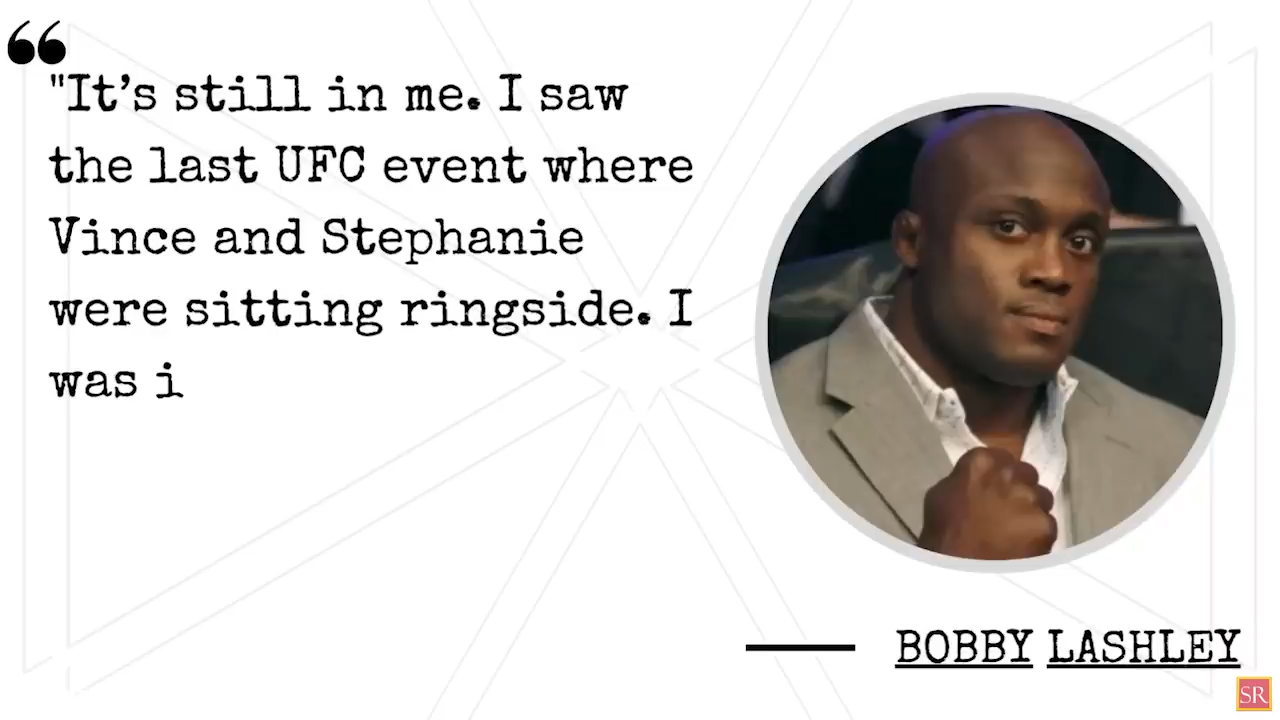 "It’s still in me. I saw
the last UFC event where
Vince and Stephanie
were sitting ringside. I
was i
BOBBY LASHLEY
SR